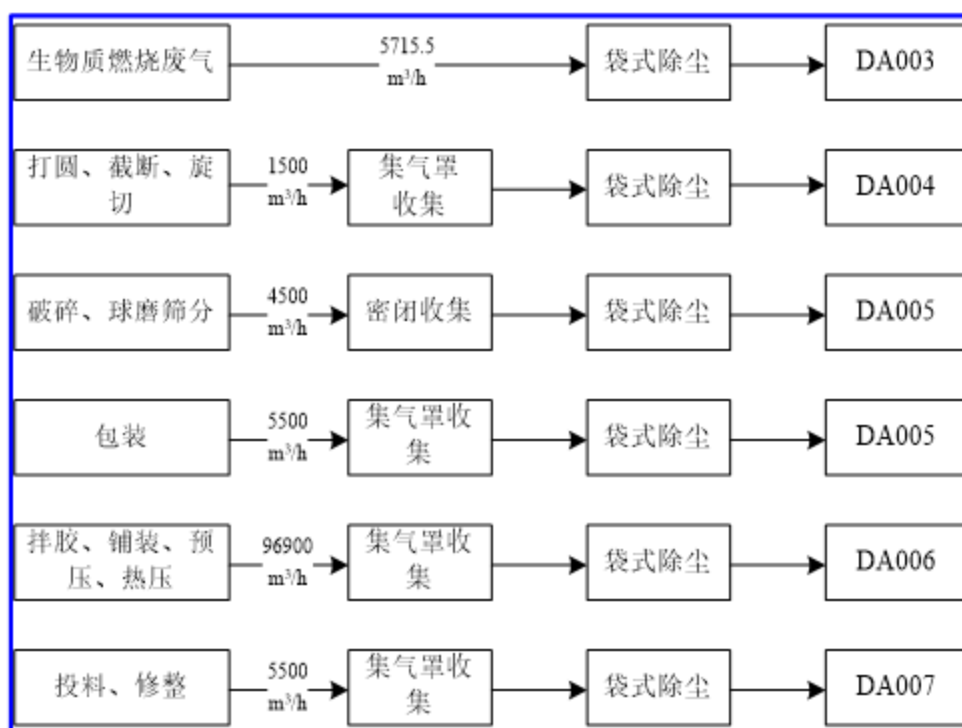 生物质燃烧废气
5715.5
m³/h
袋式除尘
DA003
打圆、截断、旋
切
1500
m³/h
集气罩
收集
袋式除尘
DA004
破碎、球磨筛分
4500
m³/h
密闭收集
袋式除尘
DA005
包装
5500
m³/h
集气罩收
集
袋式除尘
DA005
拌胶、铺装、预
压、热压
96900
m³/h
集气罩收
集
袋式除尘
DA006
投料、修整
5500
m³/h
集气罩收
集
袋式除尘
DA007